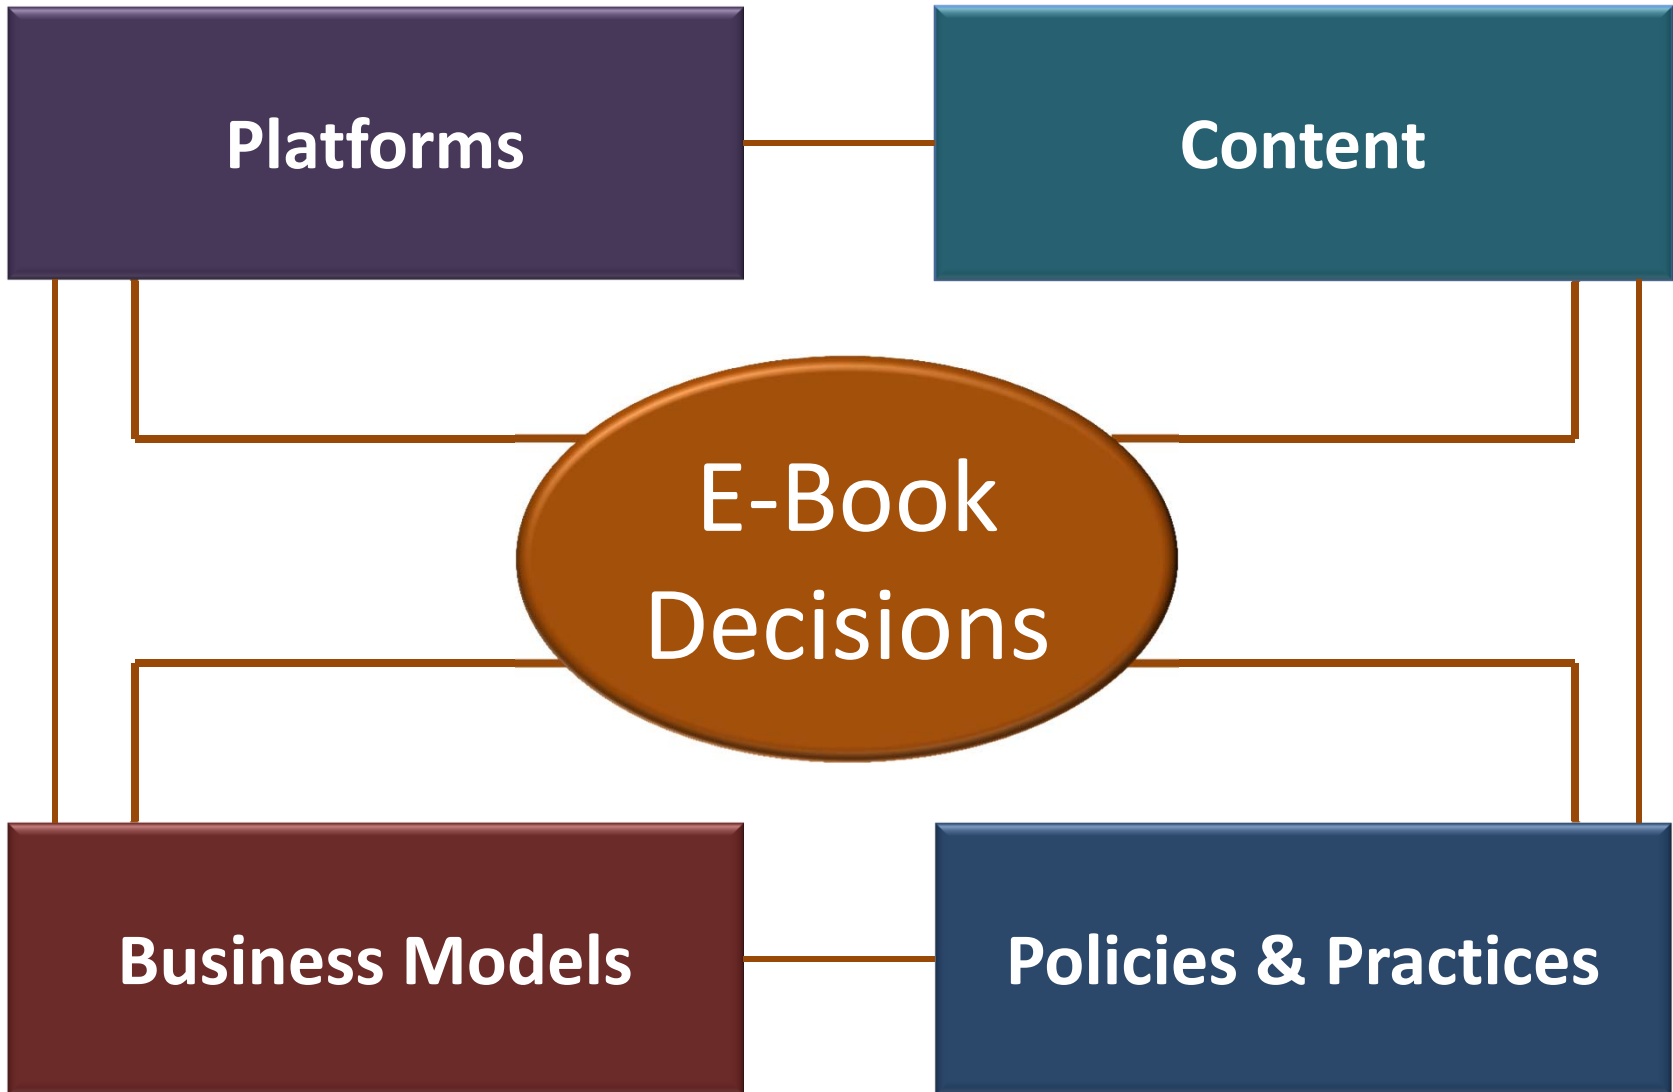 Platforms
Content
E-Book
Decisions
Business Models
Policies & Practices